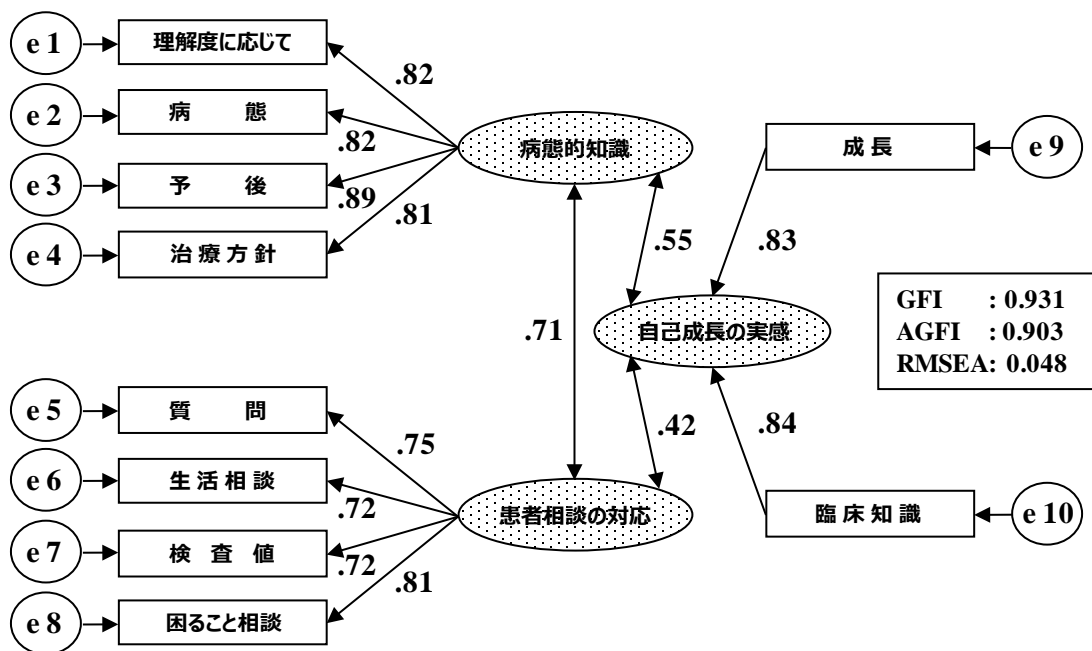 e 1
理解度に応じて
.82
e 2
病 態
.82
病態的知識
成 長
e 9
e 3
予 後
.89
.81
e 4
治 療 方 針
.55
.83
GFI : 0.931
AGFI : 0.903
RMSEA: 0.048
.71
自己成長の実感
e 5
質 問
.75
.42
.84
e 6
生 活 相 談
.72
患者相談の対応
臨 床 知 識
e 10
e 7
検 査 値
.72
.81
e 8
困ること相談